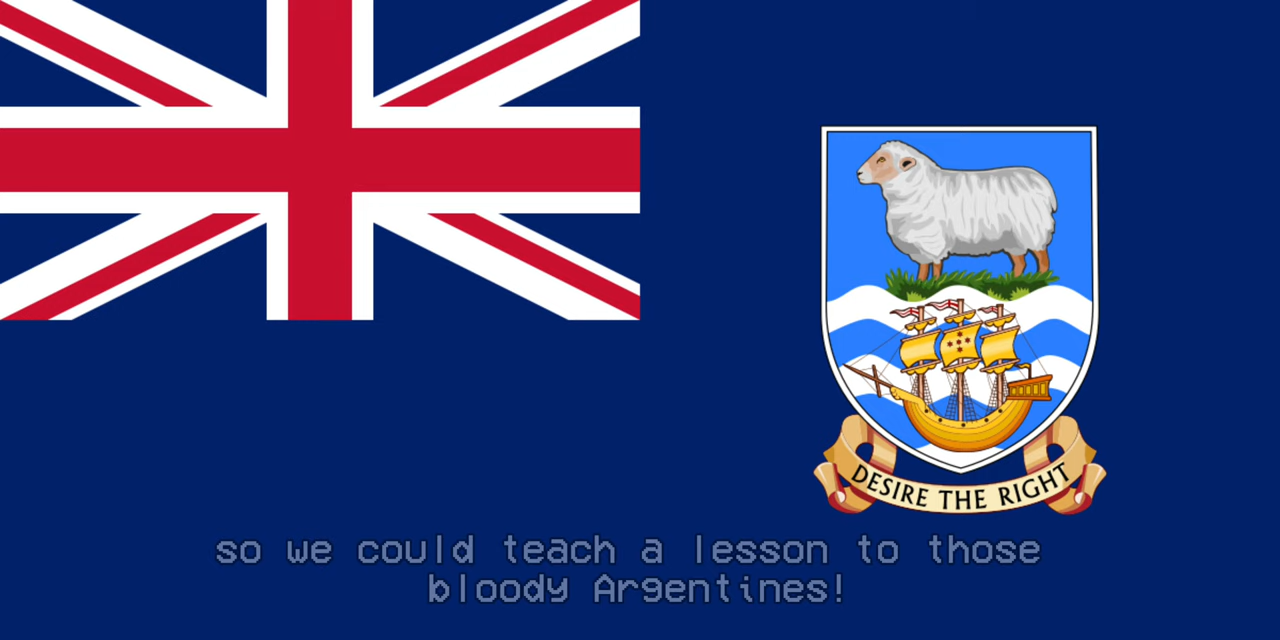 DESIRE THE RIGHT
so we could teach a lesson to those
bloody Argentines!